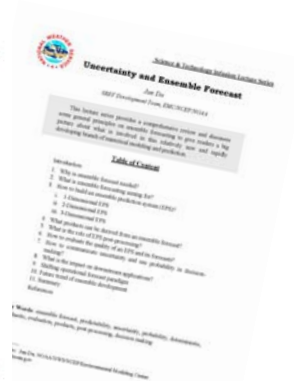 NATIONAL WEATHER SERVICE
Science & Technology Infusion Lecture Series
Uncertainty and Ensemble Forecast
Jun Du
SREF Development Team, EMC/NCEP/NOAA
This lecture series provides a comprehensive review and discusses
some general principles on ensemble forecasting to give readers a big
picture about what is involved in this relatively new and rapidly
developing branch of numerical modeling and prediction.
Table of Content
Introduction
1. Why is ensemble forecast needed?
2. What is ensemble forecasting aiming for?
3. How to build an ensemble prediction system (EPS)?
i. 1-Dimensional EPS
ii. 2-Dimensional EPS
iii. 3-Dimensional EPS
4. What products can be derived from an ensemble forecast?
5. What is the role of EPS post-processing?
6. How to evaluate the quality of an EPS and its forecasts?
7. How to communicate uncertainty and use probability in decision-
making?
8. What is the impact on downstream applications?
9. Shifting operational forecast paradigm
10. Future trend of ensemble development
11. Summary
References
Words: ensemble forecast, predictability, uncertainty, probability, deterministic,
evaluation, products, post processing, decision making
Jun Du, NOAA/NWS/NCEP/Environmental Modeling Center